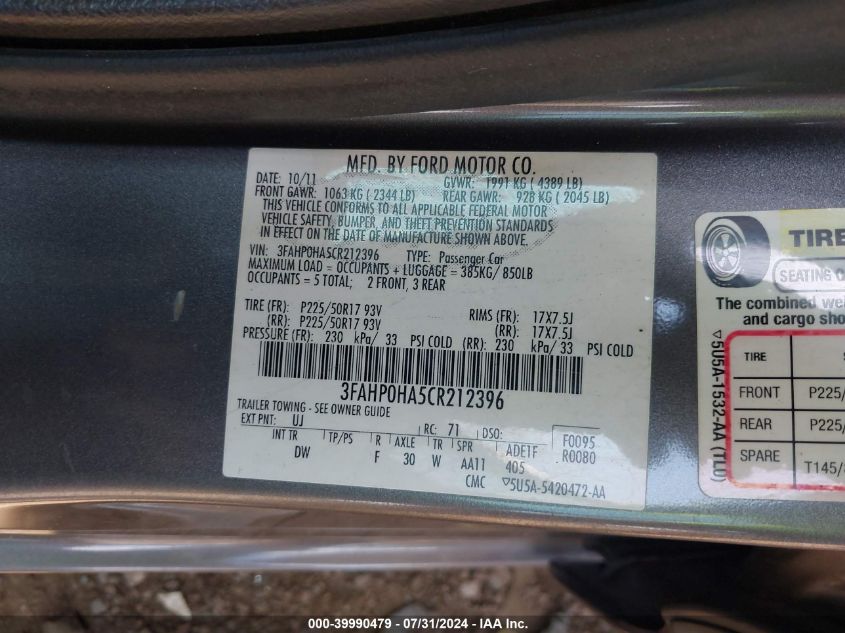 MFD. BY FORD MOTOR CO.
DATE: 10/11 GVWR: 1991 KG ( 4389 LB)
FRONT GAWR: 1063 KG ( 2344 LB) REAR GAWR: 928 KG ( 2045 LB)
THIS VEHICLE CONFORMS TO ALL APPLICABLE FEDERAL MOTOR
VEHICLE SAFETY, BUMPER, AND THEFT PREVENTION STANDARDS
IN EFFECT ON THE DATE OF MANUFACTURE SHOWN ABOVE.
VIN: 3FAHP0HA5CR212396 TYPE: Passenger Car
MAXIMUM LOAD = OCCUPANTS + LUGGAGE = 385KG/ 850LB
OCCUPANTS = 5 TOTAL; 2 FRONT, 3 REAR
TIRE (FR): P225/50R17 93V RIMS (FR): 17X7.5J
(RR): P225/50R17 93V (RR): 17X7.5J
PRESSURE (FR): 230 kPa/ 33 PSI COLD (RR): 230 kPa/ 33 PSI COLD
3FAHP0HA5CR212396
TRAILER TOWING - SEE OWNER GUIDE
EXT PNT: UJ RC: 71 DSO: F0095
INT TR TP/PS R AXLE TR SPR ADE1F R0080
DW F 30 W AA11 405
CMC ▽5U5A-5420472-AA
TIRE
SEATING
The combined
and cargo
TIRE
FRONT P225/
REAR P225/
SPARE T145/
▽5U5A-1532-AA (TLU)
000-39990479 - 07/31/2024 - IAA Inc.